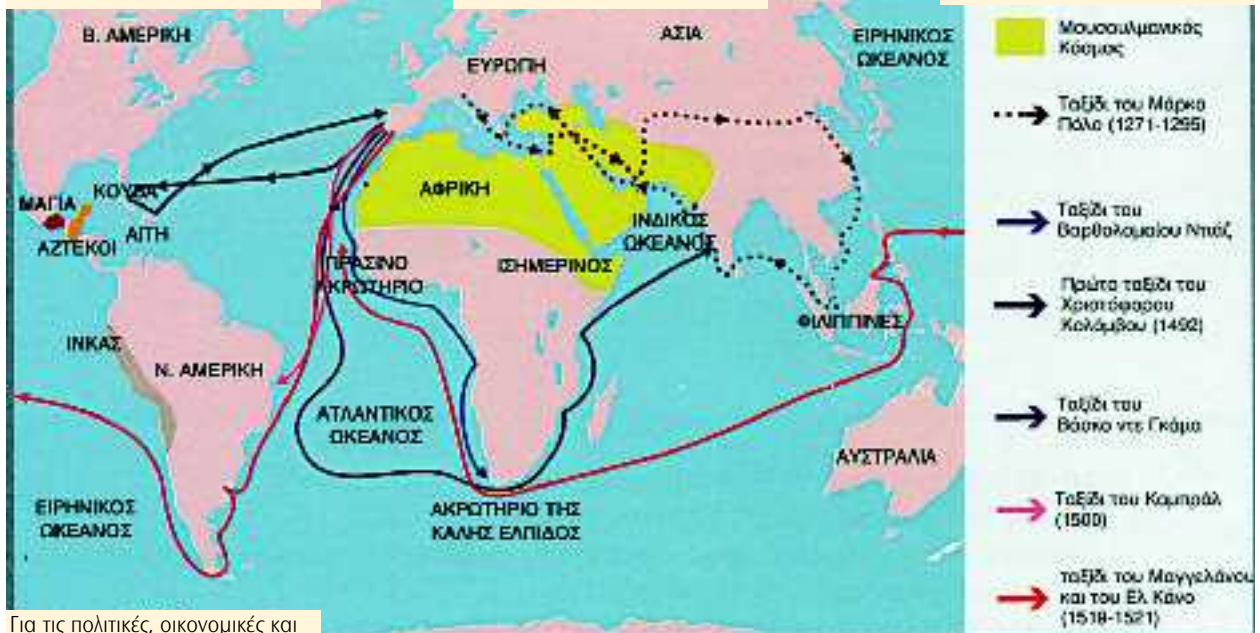 Β. ΑΜΕΡΙΚΗ
ΑΣΙΑ
ΕΙΡΗΝΙΚΟΣ
ΩΚΕΑΝΟΣ
ΕΥΡΩΠΗ
ΑΦΡΙΚΗ
ΚΟΥΒΑ
ΜΑΓΙΑ
ΑΖΤΕΚΟΙ
ΑΙΤΗ
ΙΝΔΙΚΟΣ
ΩΚΕΑΝΟΣ
ΠΡΑΣΙΝΟ
ΑΚΡΩΤΗΡΙΟ
ΙΣΗΜΕΡΙΝΟΣ
ΦΙΛΙΠΠΙΝΕΣ
ΙΝΚΑΣ
Ν. ΑΜΕΡΙΚΗ
ΑΤΛΑΝΤΙΚΟΣ
ΩΚΕΑΝΟΣ
ΑΥΣΤΡΑΛΙΑ
ΕΙΡΗΝΙΚΟΣ
ΩΚΕΑΝΟΣ
ΑΚΡΩΤΗΡΙΟ ΤΗΣ
ΚΑΛΗΣ ΕΛΠΙΔΟΣ
Μουσουλμανικός
Κόσμος
Ταξίδι του Μάρκο
Πόλο (1271-1295)
Ταξίδι του
Βαρθολομαίου Ντιάζ
Πρώτο ταξίδι του
Χριστόφορου
Κολόμβου (1492)
Ταξίδι του
Βάσκο ντε Γκάμα
Ταξίδι του Καμπράλ
(1500)
ταξίδι του Μαγγελάνου
και του Ελ Κάνο
(1519-1521)
Για τις πολιτικές, οικονομικές και